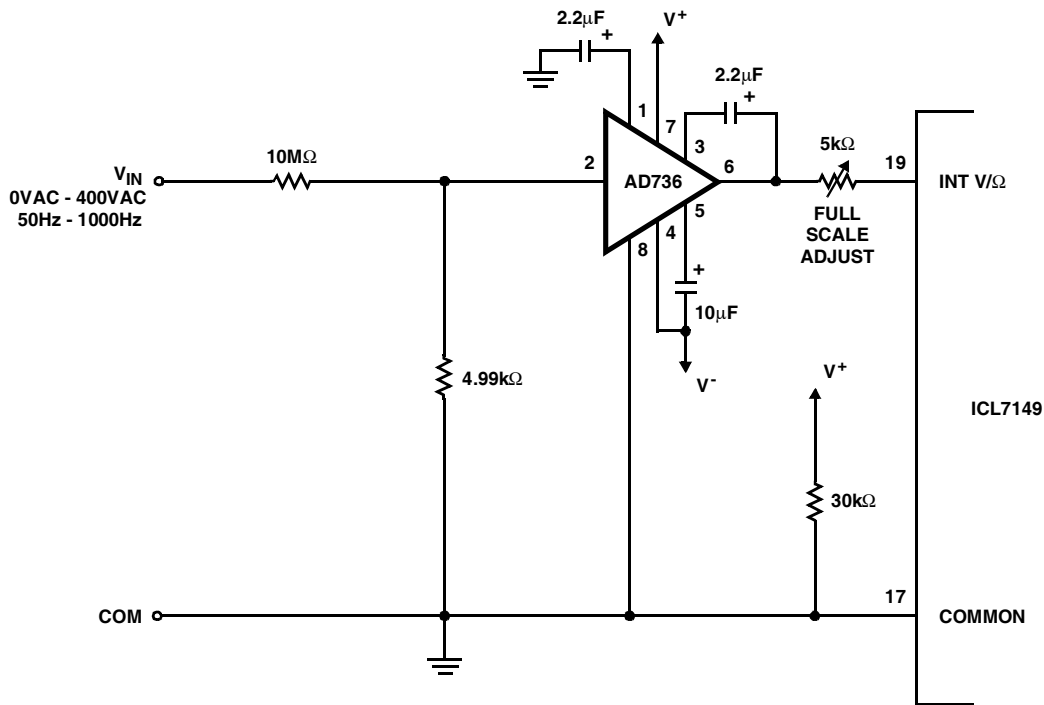 2.2μF
+
V+
2.2μF
+
1
7
3
10MΩ
2
AD736
6
5kΩ
19
INT V/Ω
VIN
0VAC - 400VAC
50Hz - 1000Hz
8
4
5
FULL
SCALE
ADJUST
+
10μF
V-
4.99kΩ
V+
ICL7149
30kΩ
COM
17
COMMON